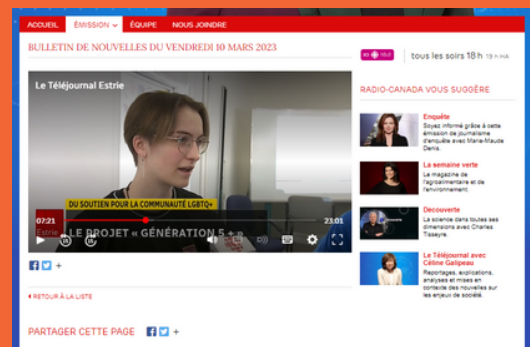 ACCUEIL ÉMISSION ÉQUIPE NOUS JOINDRE
BULLETIN DE NOUVELLES DU VENDREDI 10 MARS 2023
tous les soirs 18 h 19 h HA
Le Téléjournal Estrie
DU SOUTIEN POUR LA COMMUNAUTÉ LGBTQ+
07:21
23:01
Estrie LE PROJET « GÉNÉRATION 5 + »
+
RETOUR À LA LISTE
PARTAGER CETTE PAGE +
RADIO-CANADA VOUS SUGGÈRE
Enquête
Soyez informé grâce à cette
émission de journalisme
d'enquête avec Marie-Maude
Denis.
La semaine verte
Le magazine de
l'agroalimentaire et de
l'environnement.
Découverte
La science dans toutes ses
dimensions avec Charles
Tisseyre.
Le Téléjournal avec
Céline Galipeau
Reportages, explications,
analyses et mises en
contexte des nouvelles sur
les enjeux de société.